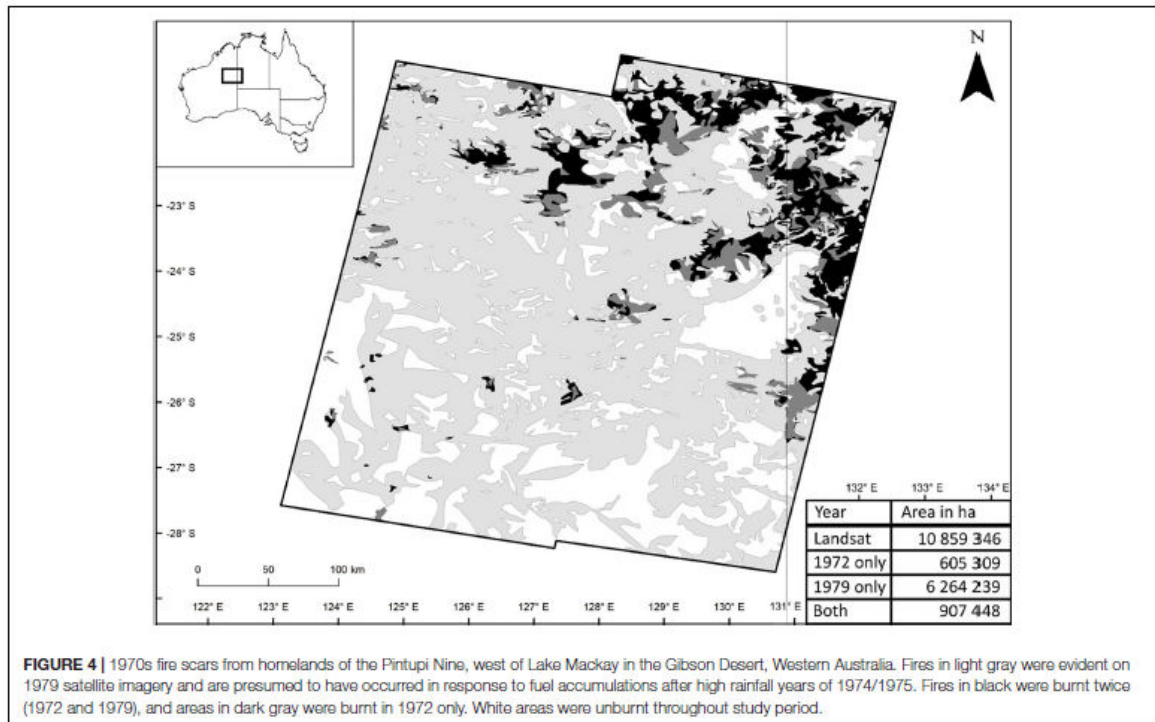 N
-23° S
-24° S
-25° S
-26° S
-27° S
-28° S
132° E 133° E 134° E
Year Area in ha
Landsat 10 859 346
1972 only 605 309
1979 only 6 264 239
Both 907 448
0 50 100 km
122° E 123° E 124° E 125° E 126° E 127° E 128° E 129° E 130° E 131° E
FIGURE 4 | 1970s fire scars from homelands of the Pintupi Nine, west of Lake Mackay in the Gibson Desert, Western Australia. Fires in light gray were evident on
1979 satellite imagery and are presumed to have occurred in response to fuel accumulations after high rainfall years of 1974/1975. Fires in black were burnt twice
(1972 and 1979), and areas in dark gray were burnt in 1972 only. White areas were unburnt throughout study period.